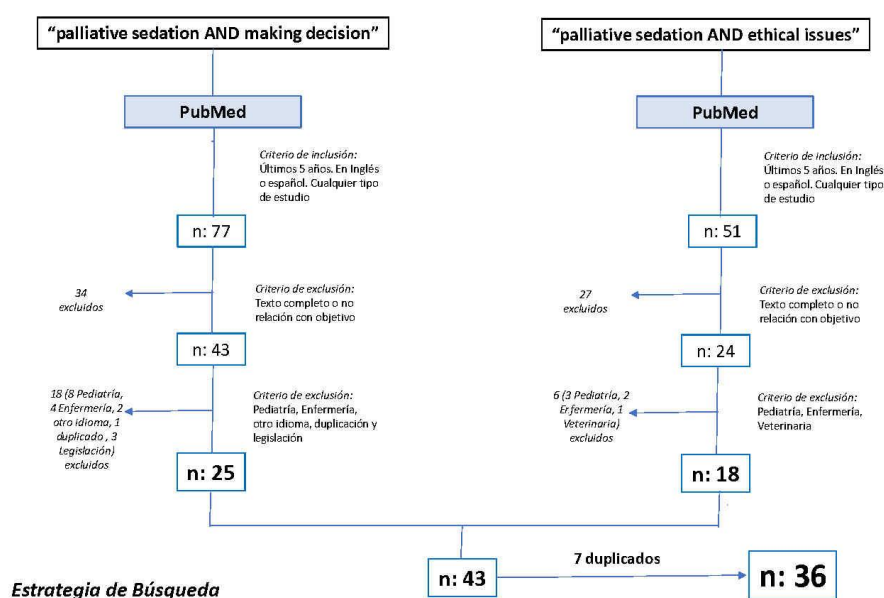 “palliative sedation AND making decision”
“palliative sedation AND ethical issues”
PubMed
PubMed
Criterio de inclusión:
Últimos 5 años. En Inglés
o español. Cualquier tipo
de estudio
Criterio de inclusión:
Últimos 5 años. En Inglés
o español. Cualquier tipo
de estudio
n: 77
n: 51
34
excluidos
Criterio de exclusión:
Texto completo o no
relación con objetivo
27
excluidos
Criterio de exclusión:
Texto completo o no
relación con objetivo
n: 43
n: 24
18 (8 Pediatría,
4 Enfermería, 2
otro idioma, 1
duplicado , 3
Legislación)
excluidos
Criterio de exclusión:
Pediatría, Enfermería,
otro idioma, duplicación y
legislación
6 (3 Pediatría, 2
Enfermería, 1
Veterinaria)
excluidos
Criterio de exclusión:
Pediatría, Enfermería,
Veterinaria
n: 25
n: 18
n: 43
7 duplicados
n: 36
Estrategia de Búsqueda